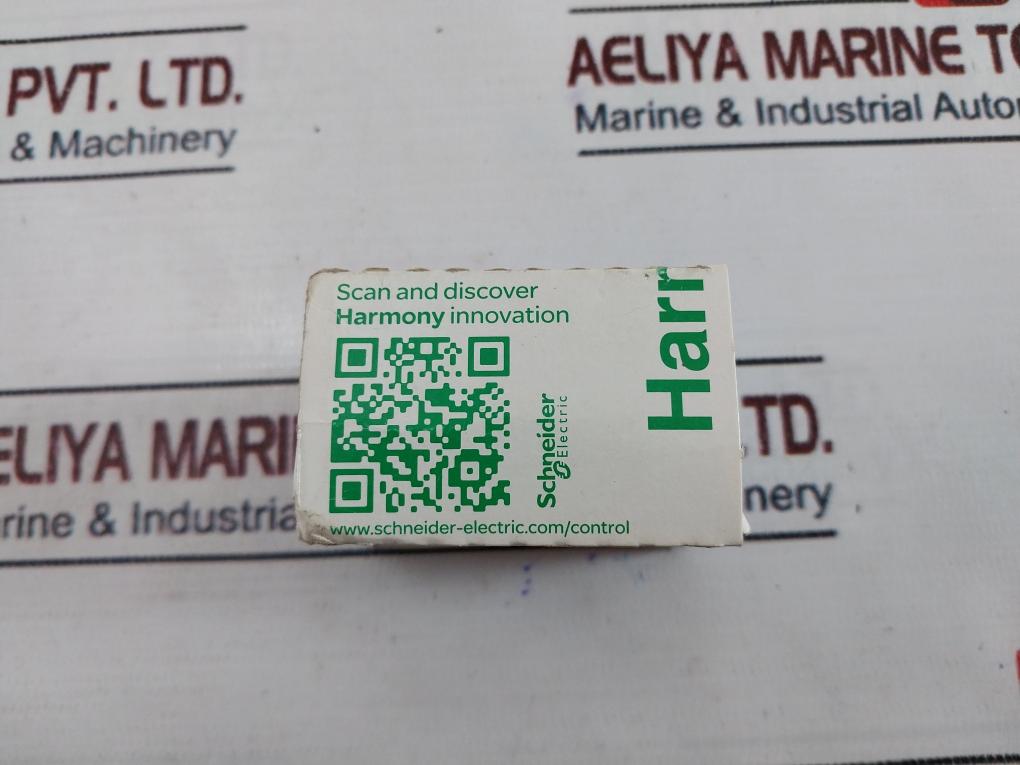 PVT. LTD.
& Machinery
AELIYA MARINE
Marine & Industrial
Scan and discover
Harmony innovation
Schneider
Electric
www.schneider-electric.com/control
Harr
ELIYA MARI
rine & Industria
TD.
nery